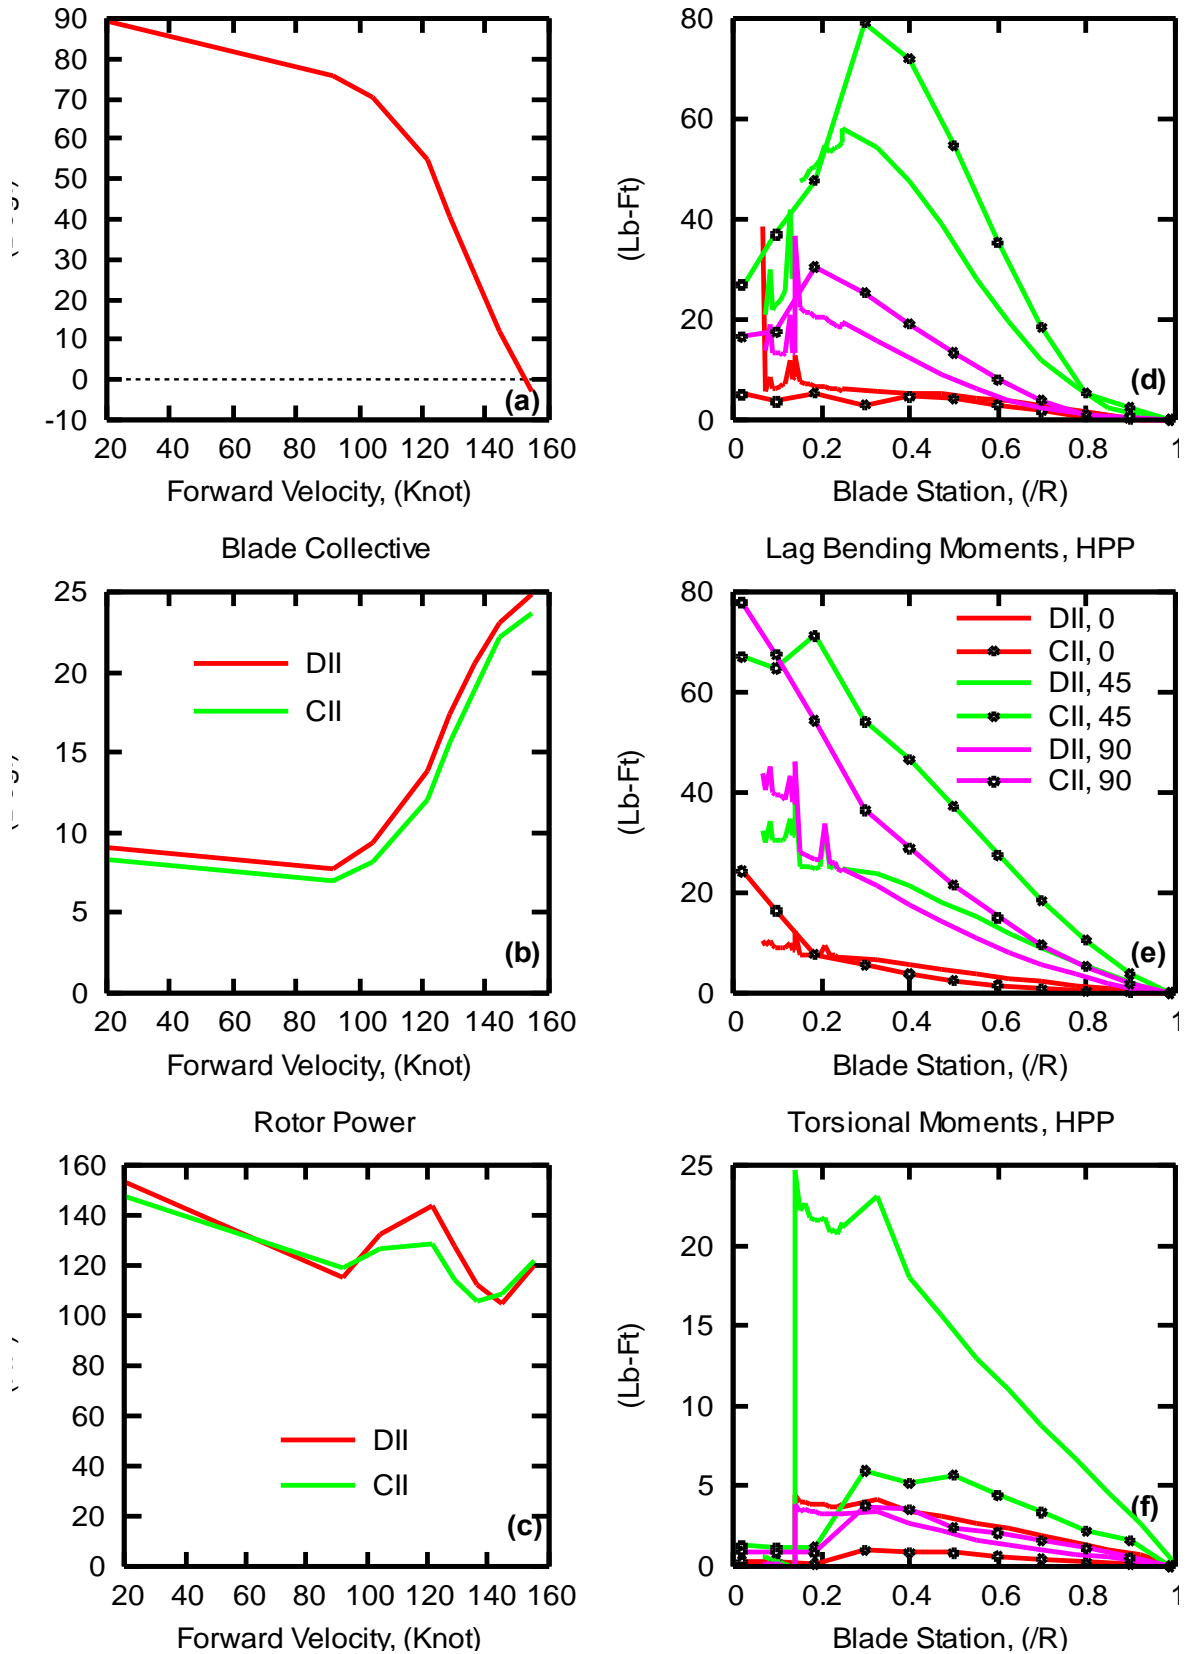 90
80
70
60
50
40
30
20
10
0
-10
(a)
20 40 60 80 100 120 140 160
Forward Velocity, (Knot)
80
60
40
20
0
(Lb-Ft)
(d)
0 0.2 0.4 0.6 0.8 1
Blade Station, (/R)
Blade Collective
25
20
15
10
5
0
DII
CII
(b)
20 40 60 80 100 120 140 160
Forward Velocity, (Knot)
Lag Bending Moments, HPP
80
60
40
20
0
(Lb-Ft)
DII, 0
CII, 0
DII, 45
CII, 45
DII, 90
CII, 90
(e)
0 0.2 0.4 0.6 0.8 1
Blade Station, (/R)
Rotor Power
160
140
120
100
80
60
40
20
0
DII
CII
(c)
20 40 60 80 100 120 140 160
Forward Velocity, (Knot)
Torsional Moments, HPP
25
20
15
10
5
0
(Lb-Ft)
(f)
0 0.2 0.4 0.6 0.8 1
Blade Station, (/R)